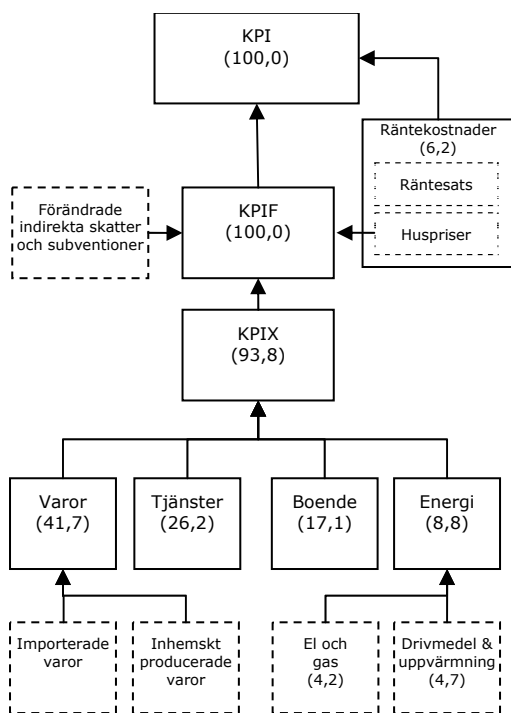 KPI
(100,0)
Räntekostnader
(6,2)
Räntesats
Huspriser
Förändrade
indirekta skatter
och subventioner
KPIF
(100,0)
KPIX
(93,8)
Varor
(41,7)
Tjänster
(26,2)
Boende
(17,1)
Energi
(8,8)
Importerade
varor
Inhemskt
producerade
varor
El och
gas
(4,2)
Drivmedel &
uppvärmning
(4,7)